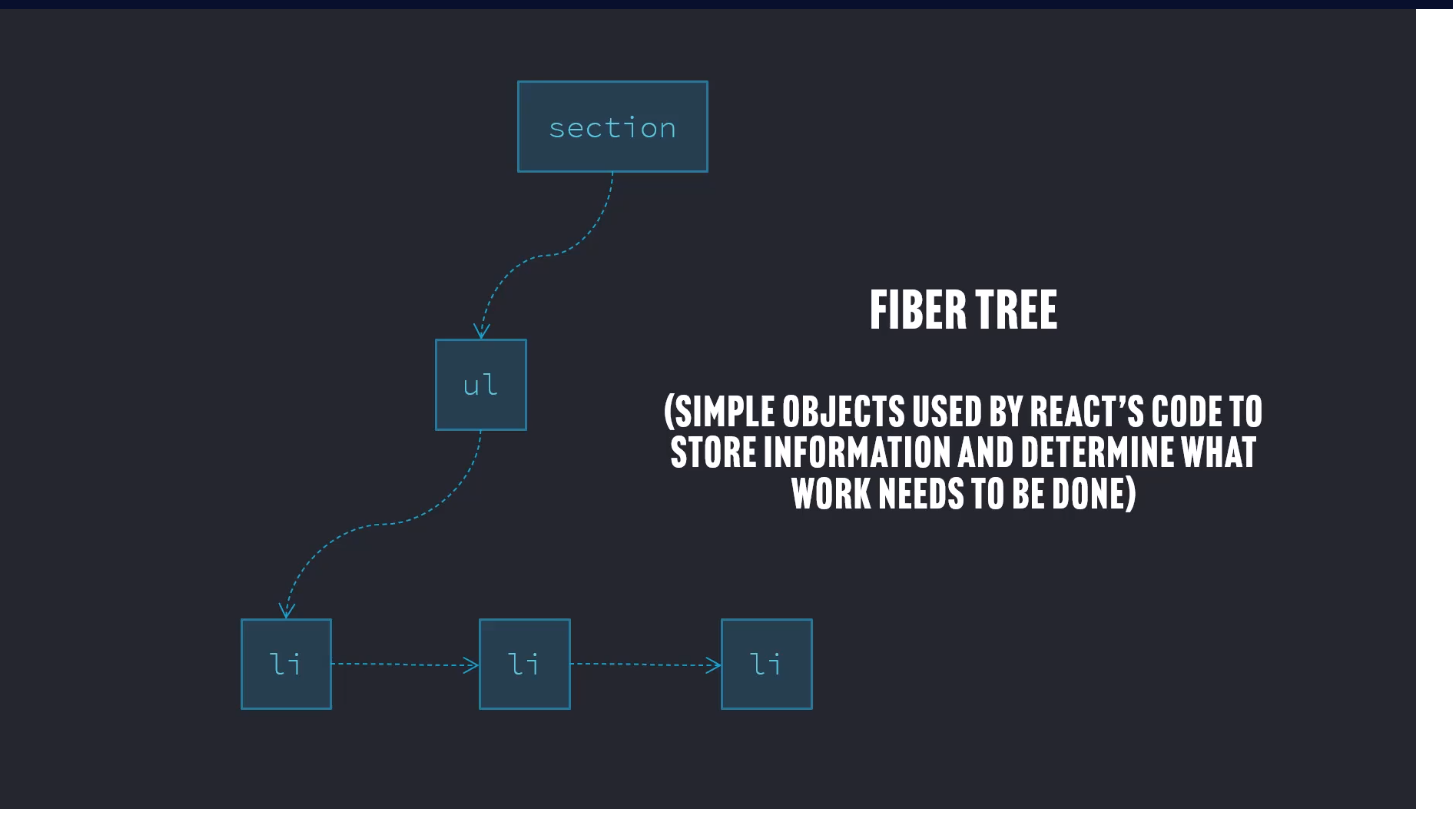 section
FIBER TREE
ul
(SIMPLE OBJECTS USED BY REACT’S CODE TO
STORE INFORMATION AND DETERMINE WHAT
WORK NEEDS TO BE DONE)
li
li
li